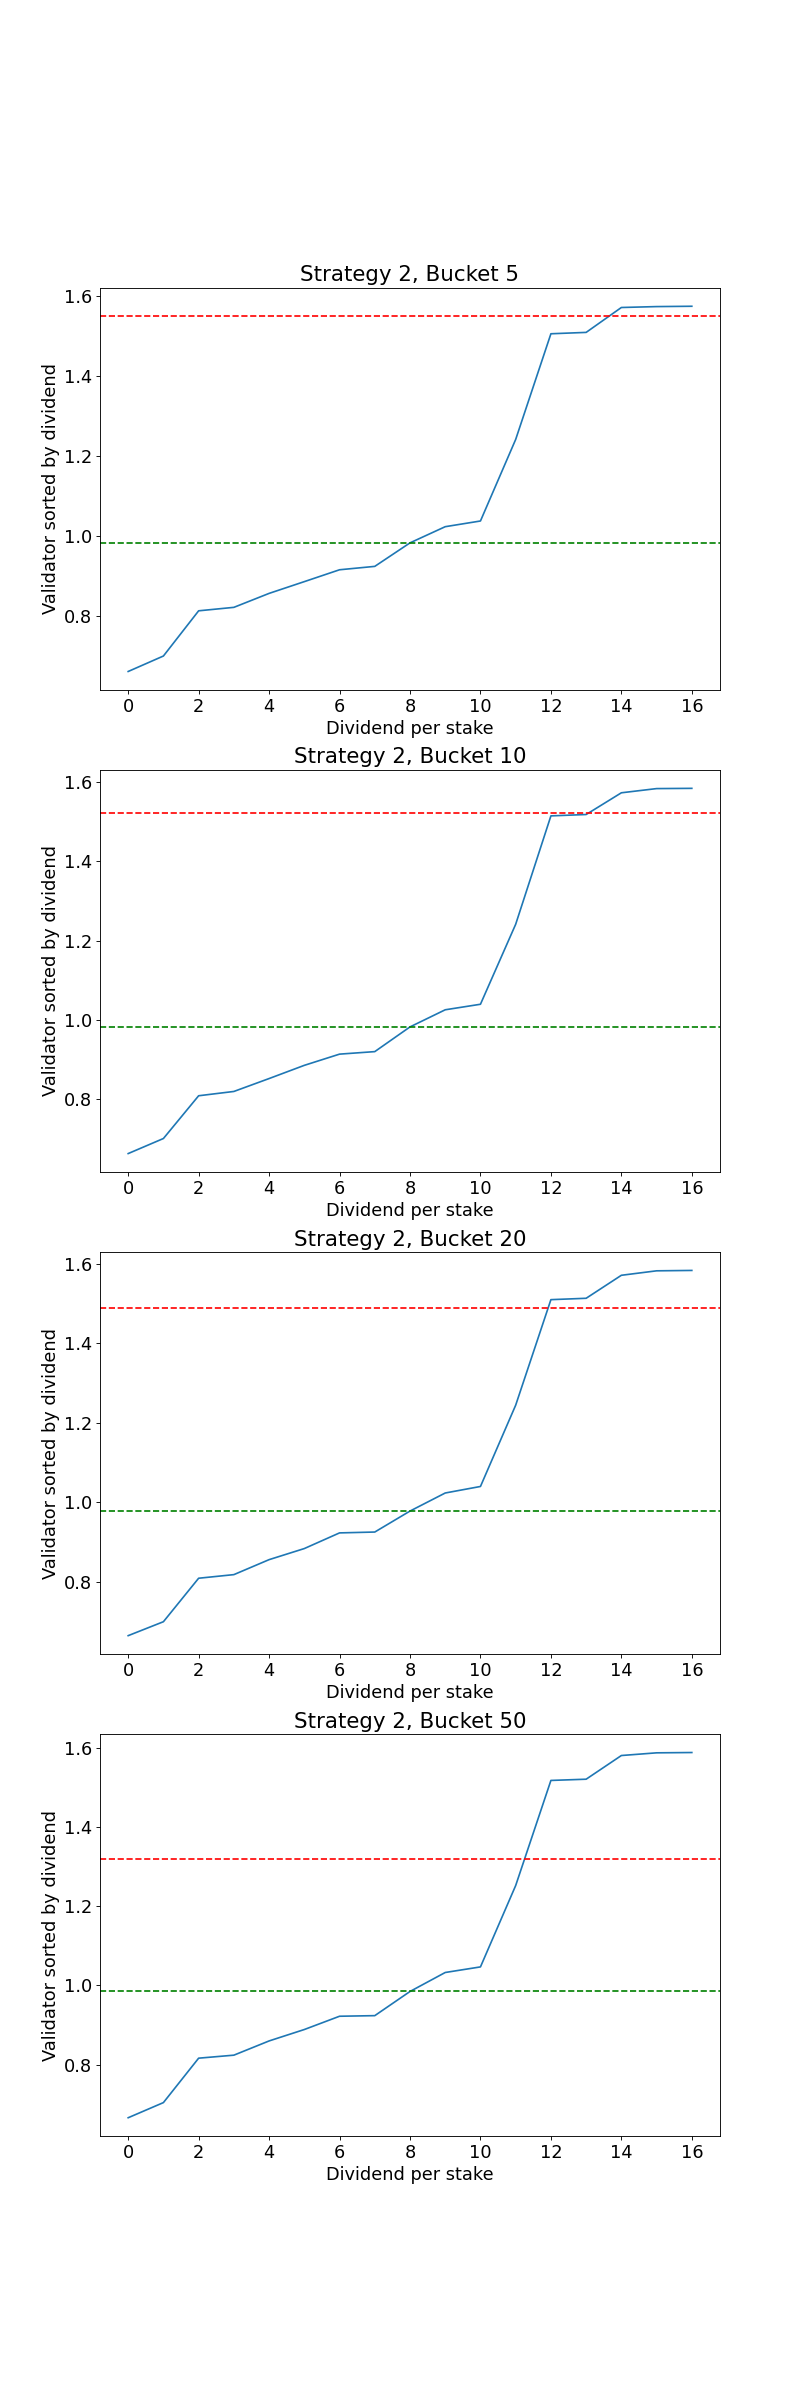 Strategy 2, Bucket 5
1.6
1.4
1.2
1.0
0.8
Validator sorted by dividend
0 2 4 6 8 10 12 14 16
Dividend per stake
Strategy 2, Bucket 10
1.6
1.4
1.2
1.0
0.8
Validator sorted by dividend
0 2 4 6 8 10 12 14 16
Dividend per stake
Strategy 2, Bucket 20
1.6
1.4
1.2
1.0
0.8
Validator sorted by dividend
0 2 4 6 8 10 12 14 16
Dividend per stake
Strategy 2, Bucket 50
1.6
1.4
1.2
1.0
0.8
Validator sorted by dividend
0 2 4 6 8 10 12 14 16
Dividend per stake